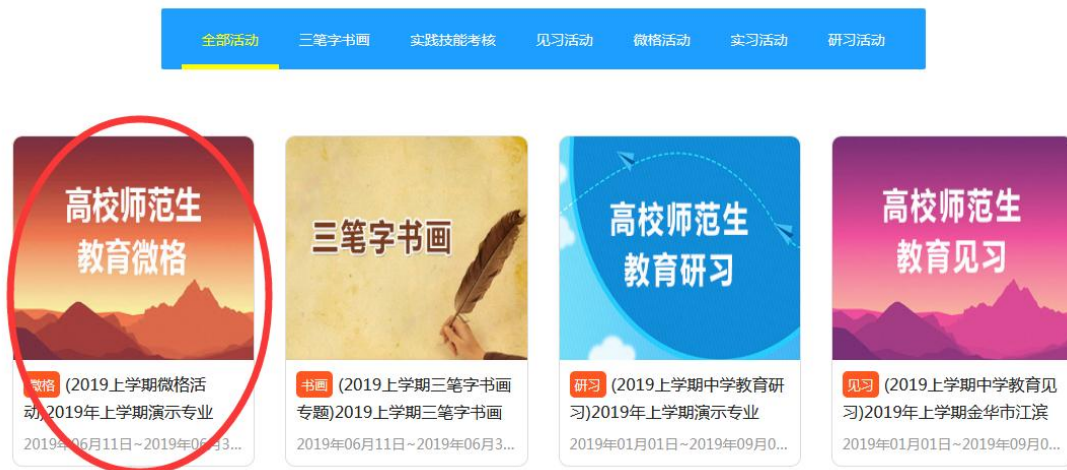 全部活动 三笔字书画 实践技能考核 见习活动 微格活动 实习活动 研习活动
高校师范生
教育微格
微格 (2019上学期微格活
动)2019年上学期演示专业
2019年06月11日~2019年06月3...
三笔字书画
书画 (2019上学期三笔字书画
专题)2019上学期三笔字书画
2019年06月11日~2019年06月3...
高校师范生
教育研习
研习 (2019上学期中学教育研
习)2019年上学期演示专业
2019年01月01日~2019年09月0...
高校师范生
教育见习
见习 (2019上学期中学教育见
习)2019年上学期金华市江滨
2019年01月01日~2019年09月0...